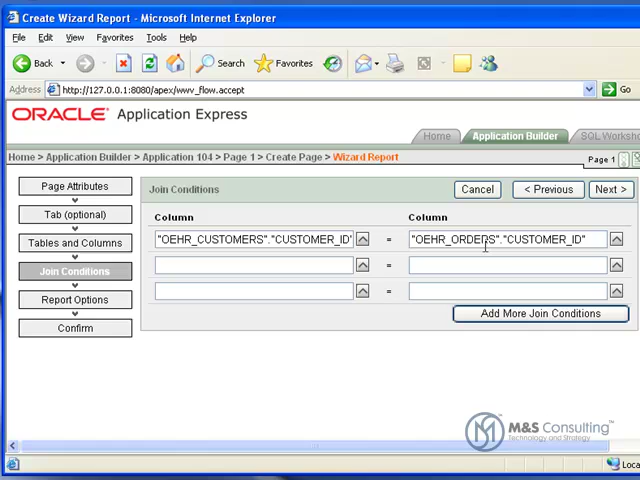 Create Wizard Report - Microsoft Internet Explorer
File Edit View Favorites Tools Help
Back Search Favorites
Address http://127.0.0.1:8080/apex/wwv_flow.accept Go
ORACLE Application Express
Home Application Builder SQL Worksho
Home > Application Builder > Application 104 > Page 1 > Create Page > Wizard Report Page 1
Page Attributes
Tab (optional)
Tables and Columns
Join Conditions
Report Options
Confirm
Join Conditions Cancel < Previous Next >
Column Column
"OEHR_CUSTOMERS"."CUSTOMER_ID" = "OEHR_ORDERS"."CUSTOMER_ID"
=
=
Add More Join Conditions
M&S Consulting
Technology and Strategy
Loca